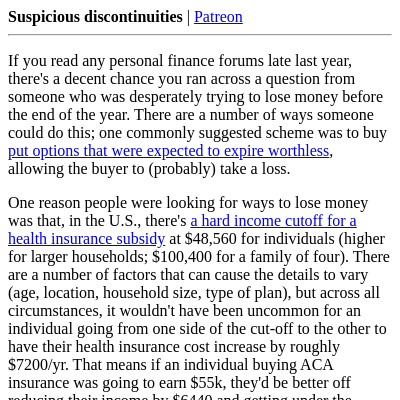 Suspicious discontinuities | Patreon
If you read any personal finance forums late last year,
there's a decent chance you ran across a question from
someone who was desperately trying to lose money before
the end of the year. There are a number of ways someone
could do this; one commonly suggested scheme was to buy
put options that were expected to expire worthless,
allowing the buyer to (probably) take a loss.
One reason people were looking for ways to lose money
was that, in the U.S., there's a hard income cutoff for a
health insurance subsidy at $48,560 for individuals (higher
for larger households; $100,400 for a family of four). There
are a number of factors that can cause the details to vary
(age, location, household size, type of plan), but across all
circumstances, it wouldn't have been uncommon for an
individual going from one side of the cut-off to the other to
have their health insurance cost increase by roughly
$7200/yr. That means if an individual buying ACA
insurance was going to earn $55k, they'd be better off
reducing their income by $6440 and getting under the